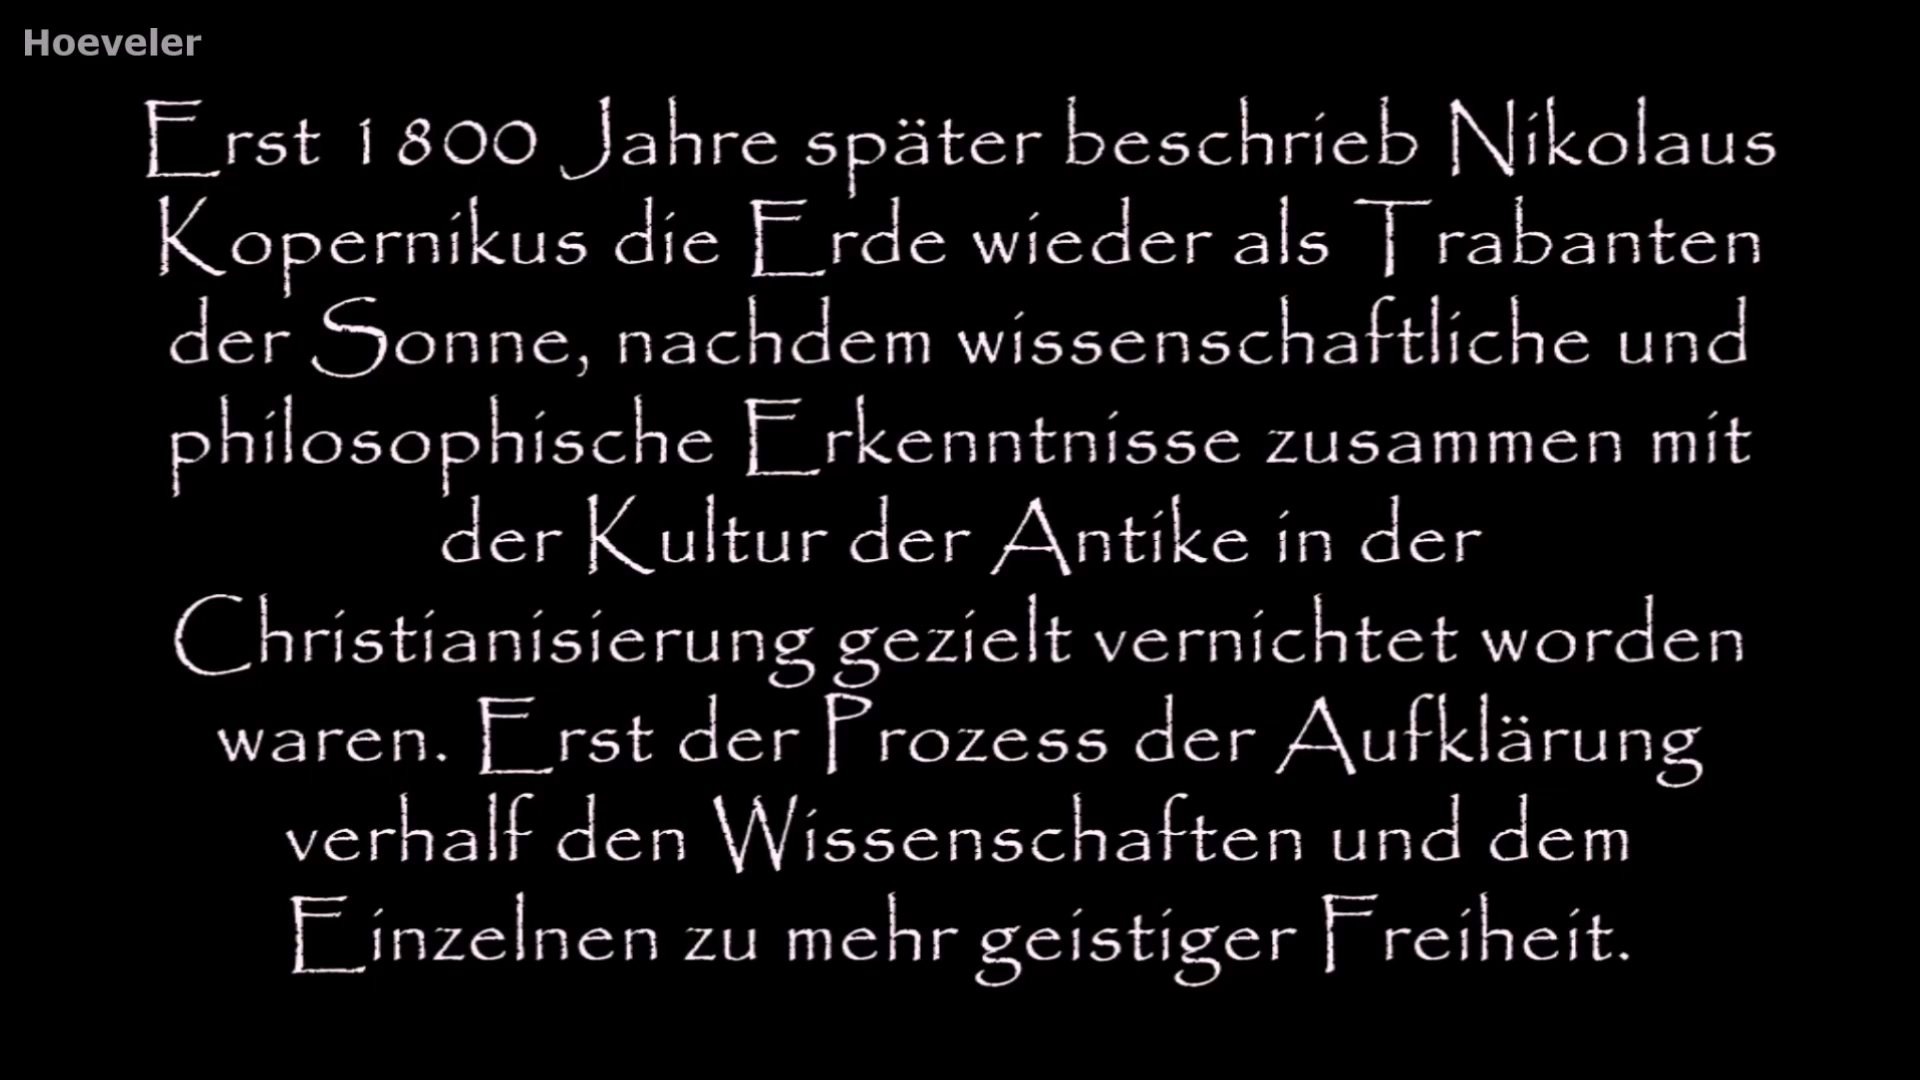 Hoeveler
Erst 1800 Jahre später beschrieb Nikolaus
Kopernikus die Erde wieder als Trabanten
der Sonne, nachdem wissenschaftliche und
philosophische Erkenntnisse zusammen mit
der Kultur der Antike in der
Christianisierung gezielt vernichtet worden
waren. Erst der Prozess der Aufklärung
verhalf den Wissenschaften und dem
Einzelnen zu mehr geistiger Freiheit.